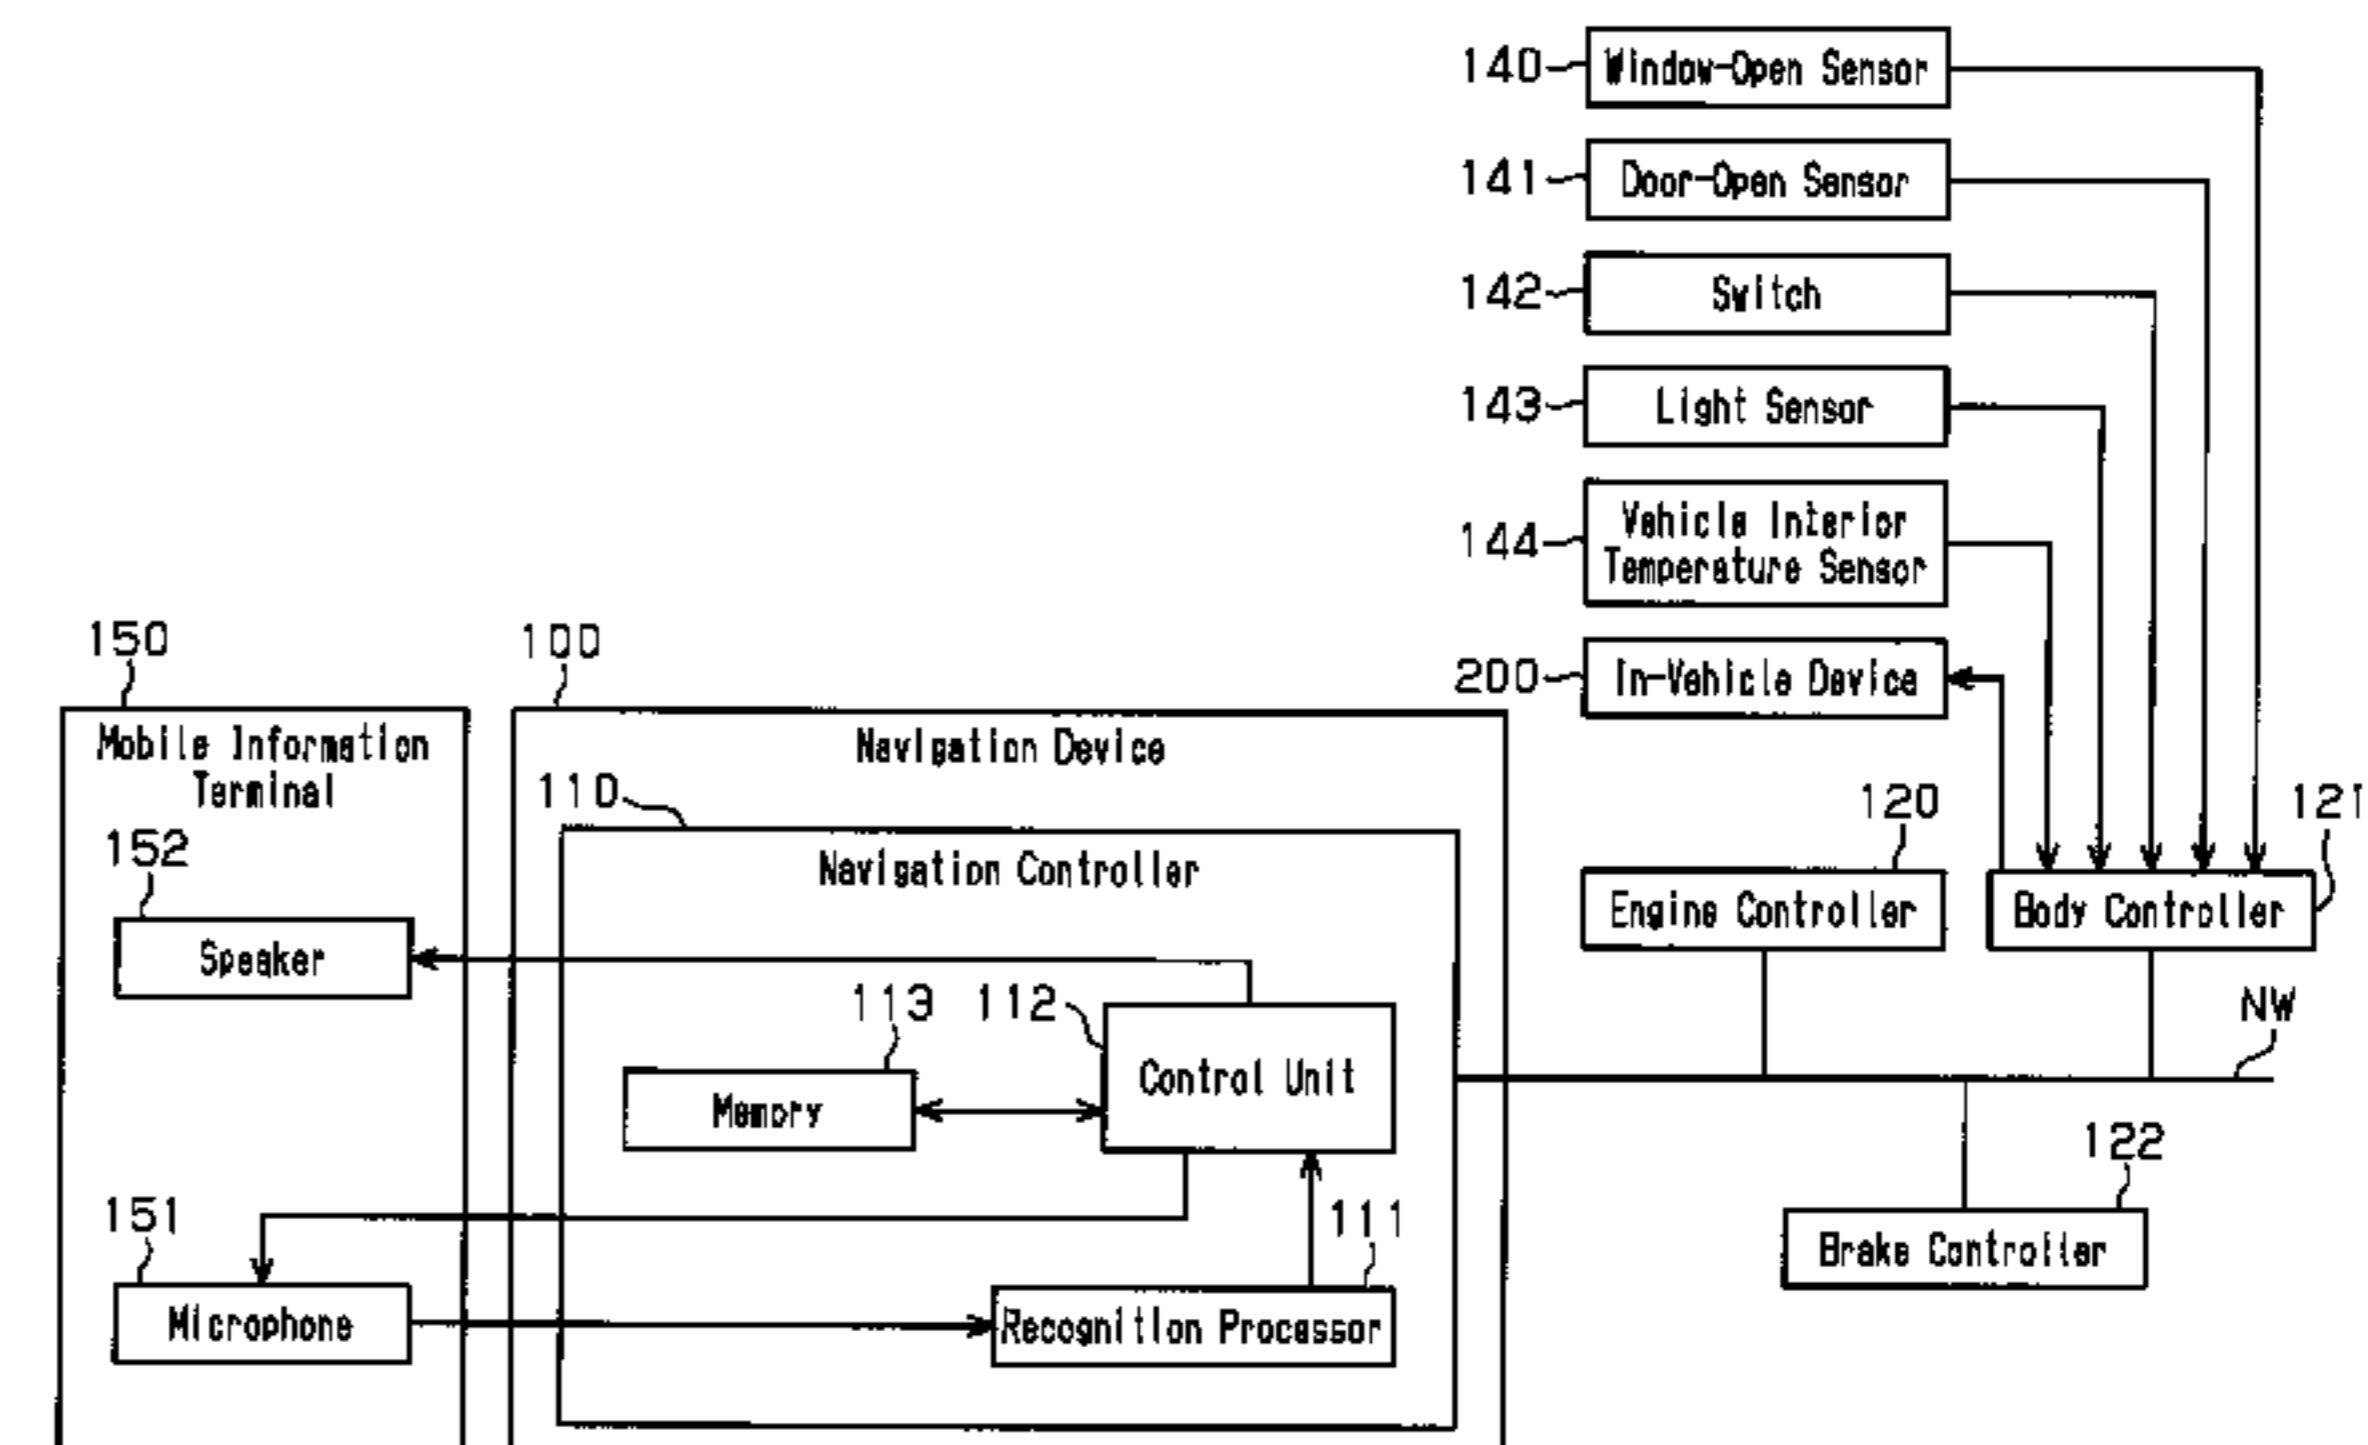 140 Window-Open Sensor
141 Door-Open Sensor
142 Switch
143 Light Sensor
144 Vehicle Interior
Temperature Sensor
150
100
200 In-Vehicle Device
Mobile Information
Terminal
Navigation Device
110
120
121
152
Navigation Controller
Speaker
Engine Controller
Body Controller
113
112
NW
Memory
Control Unit
122
151
111
Brake Controller
Microphone
Recognition Processor